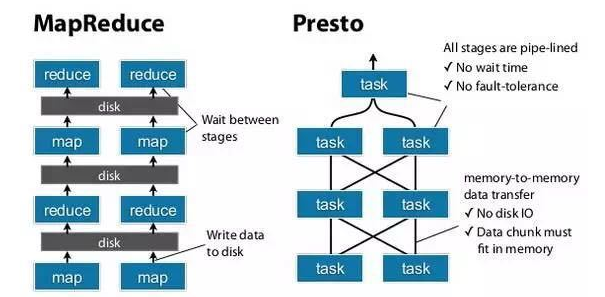 MapReduce
reduce
reduce
disk
map
map
disk
reduce
reduce
disk
map
map
Wait between
stages
Write data
to disk
Presto
task
task
task
task
task
task
task
All stages are pipe-lined
✓ No wait time
✓ No fault-tolerance
memory-to-memory
data transfer
✓ No disk IO
✓ Data chunk must
fit in memory